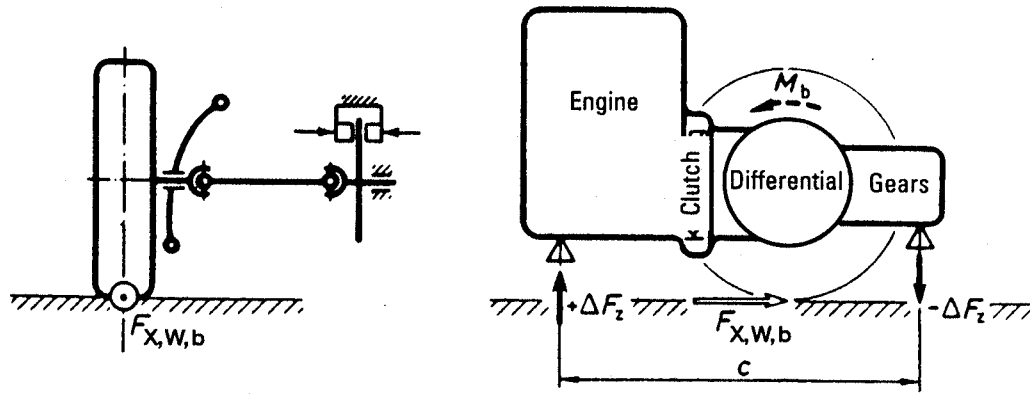 F_X,W,b
Engine
Clutch
M_b
Differential
Gears
+ΔF_z
F_X,W,b
-ΔF_z
c